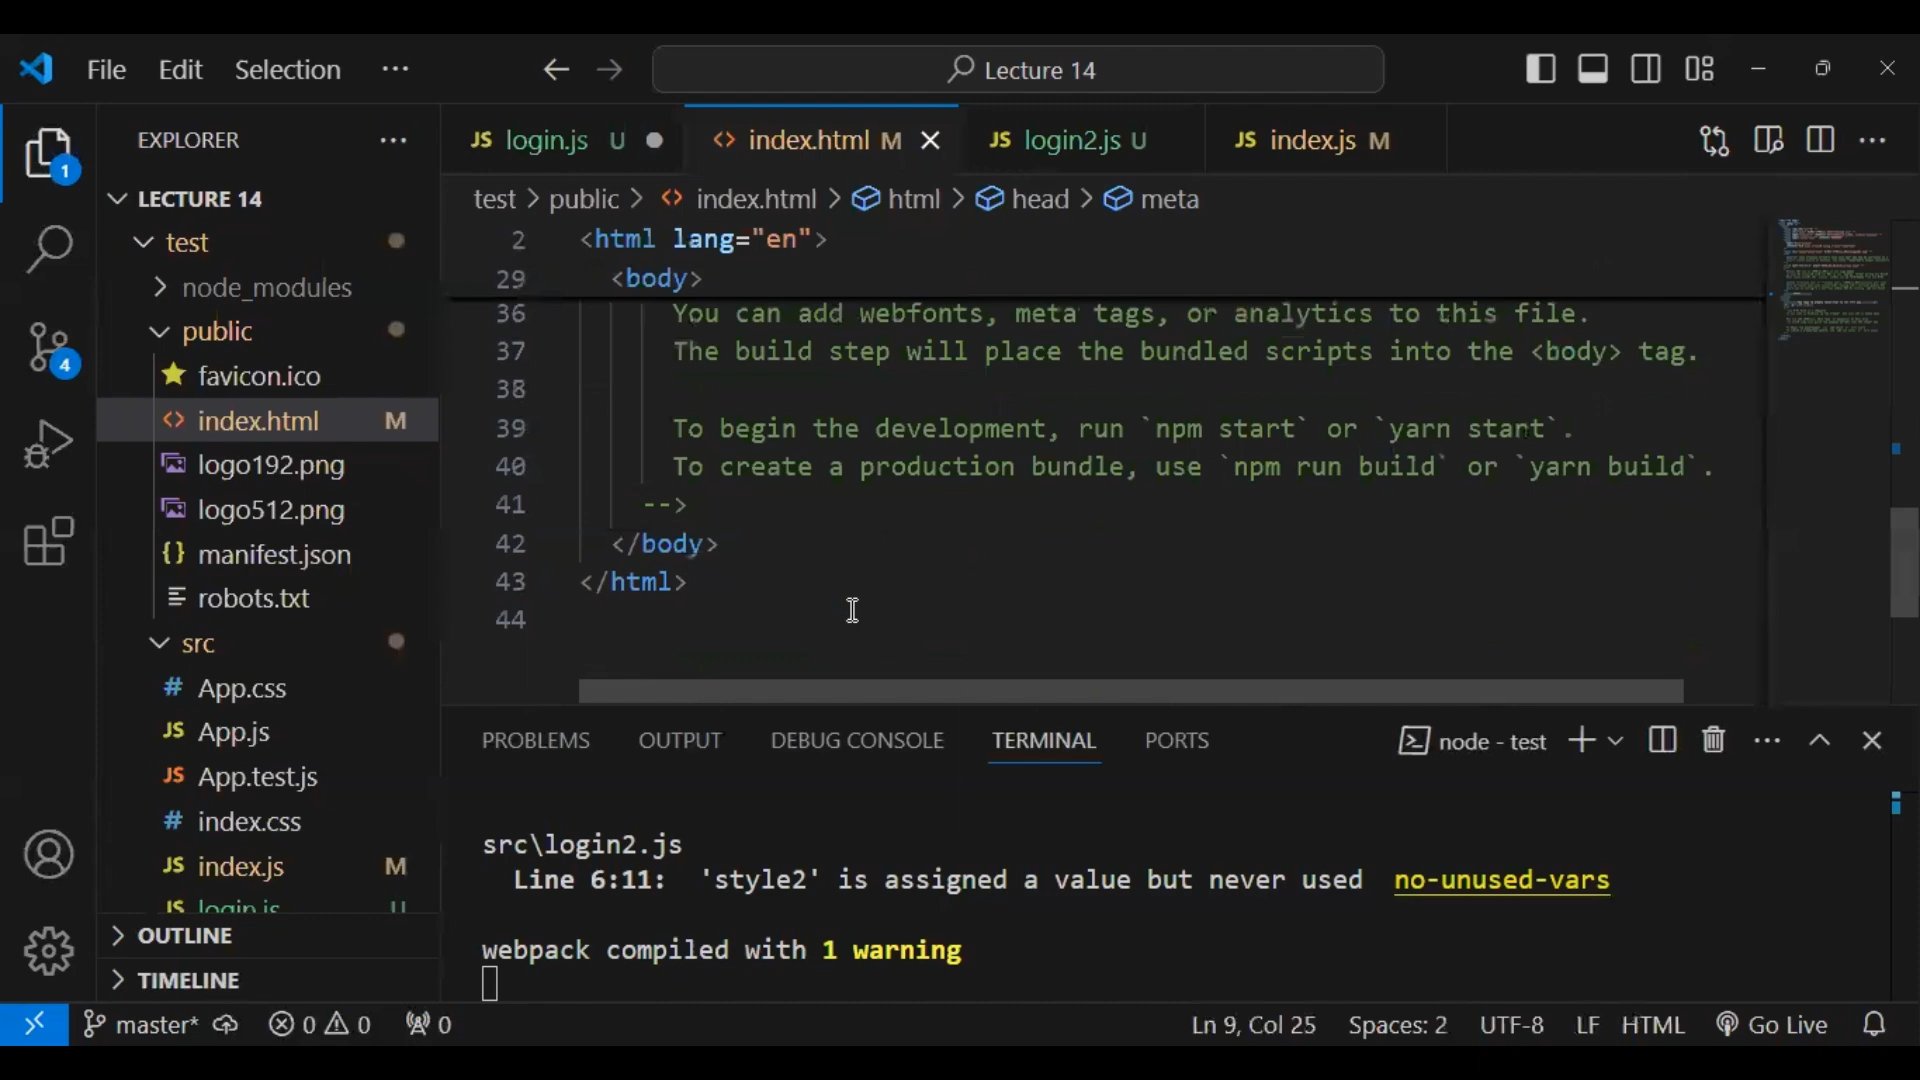 File Edit Selection ··· Lecture 14
EXPLORER ···
LECTURE 14
test
node_modules
public
favicon.ico
index.html M
logo192.png
logo512.png
manifest.json
robots.txt
src
App.css
App.js
App.test.js
index.css
index.js M
login.js U
OUTLINE
TIMELINE
JS login.js U index.html M JS login2.js U JS index.js M
test > public > index.html > html > head > meta
2 <html lang="en">
29 <body>
36 You can add webfonts, meta tags, or analytics to this file.
37 The build step will place the bundled scripts into the <body> tag.
38
39 To begin the development, run `npm start` or `yarn start`.
40 To create a production bundle, use `npm run build` or `yarn build`.
41 -->
42 </body>
43 </html>
44
PROBLEMS OUTPUT DEBUG CONSOLE TERMINAL PORTS node - test
src\login2.js
Line 6:11: 'style2' is assigned a value but never used no-unused-vars
webpack compiled with 1 warning
1
4
master* 0 0 0 Ln 9, Col 25 Spaces: 2 UTF-8 LF HTML Go Live